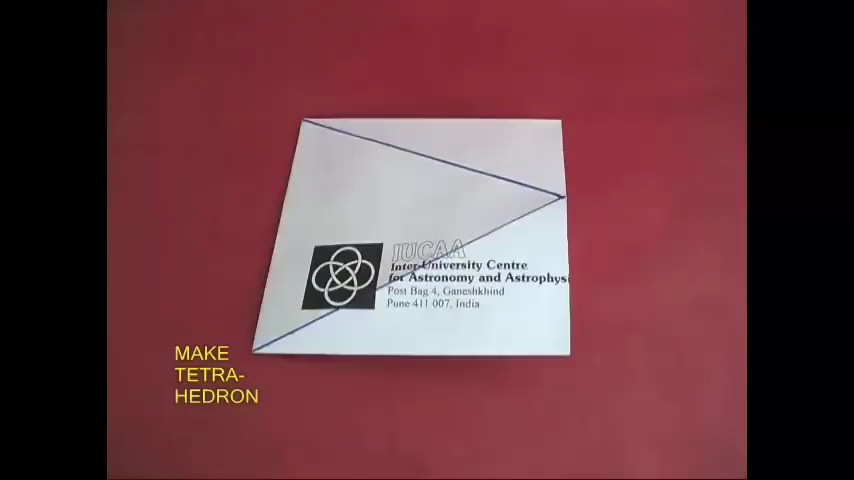 IUCAA
Inter-University Centre
for Astronomy and Astrophysi
Post Bag 4, Ganeshkhind
Pune 411 007, India
MAKE
TETRA-
HEDRON